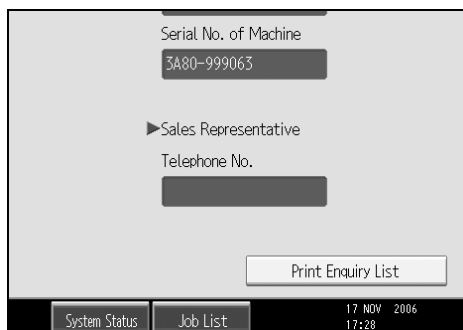 Serial No. of Machine
3A80-999063
▶Sales Representative
Telephone No.
Print Enquiry List
System Status
Job List
17 NOV 2006
17:28